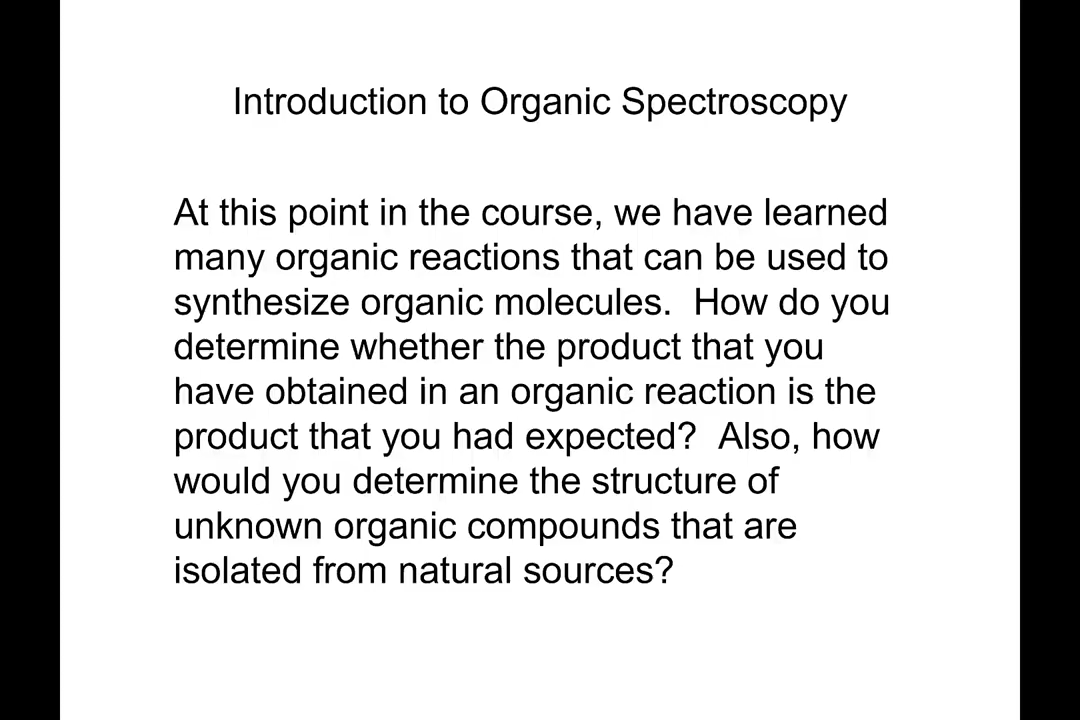 Introduction to Organic Spectroscopy
At this point in the course, we have learned
many organic reactions that can be used to
synthesize organic molecules.  How do you
determine whether the product that you
have obtained in an organic reaction is the
product that you had expected?  Also, how
would you determine the structure of
unknown organic compounds that are
isolated from natural sources?